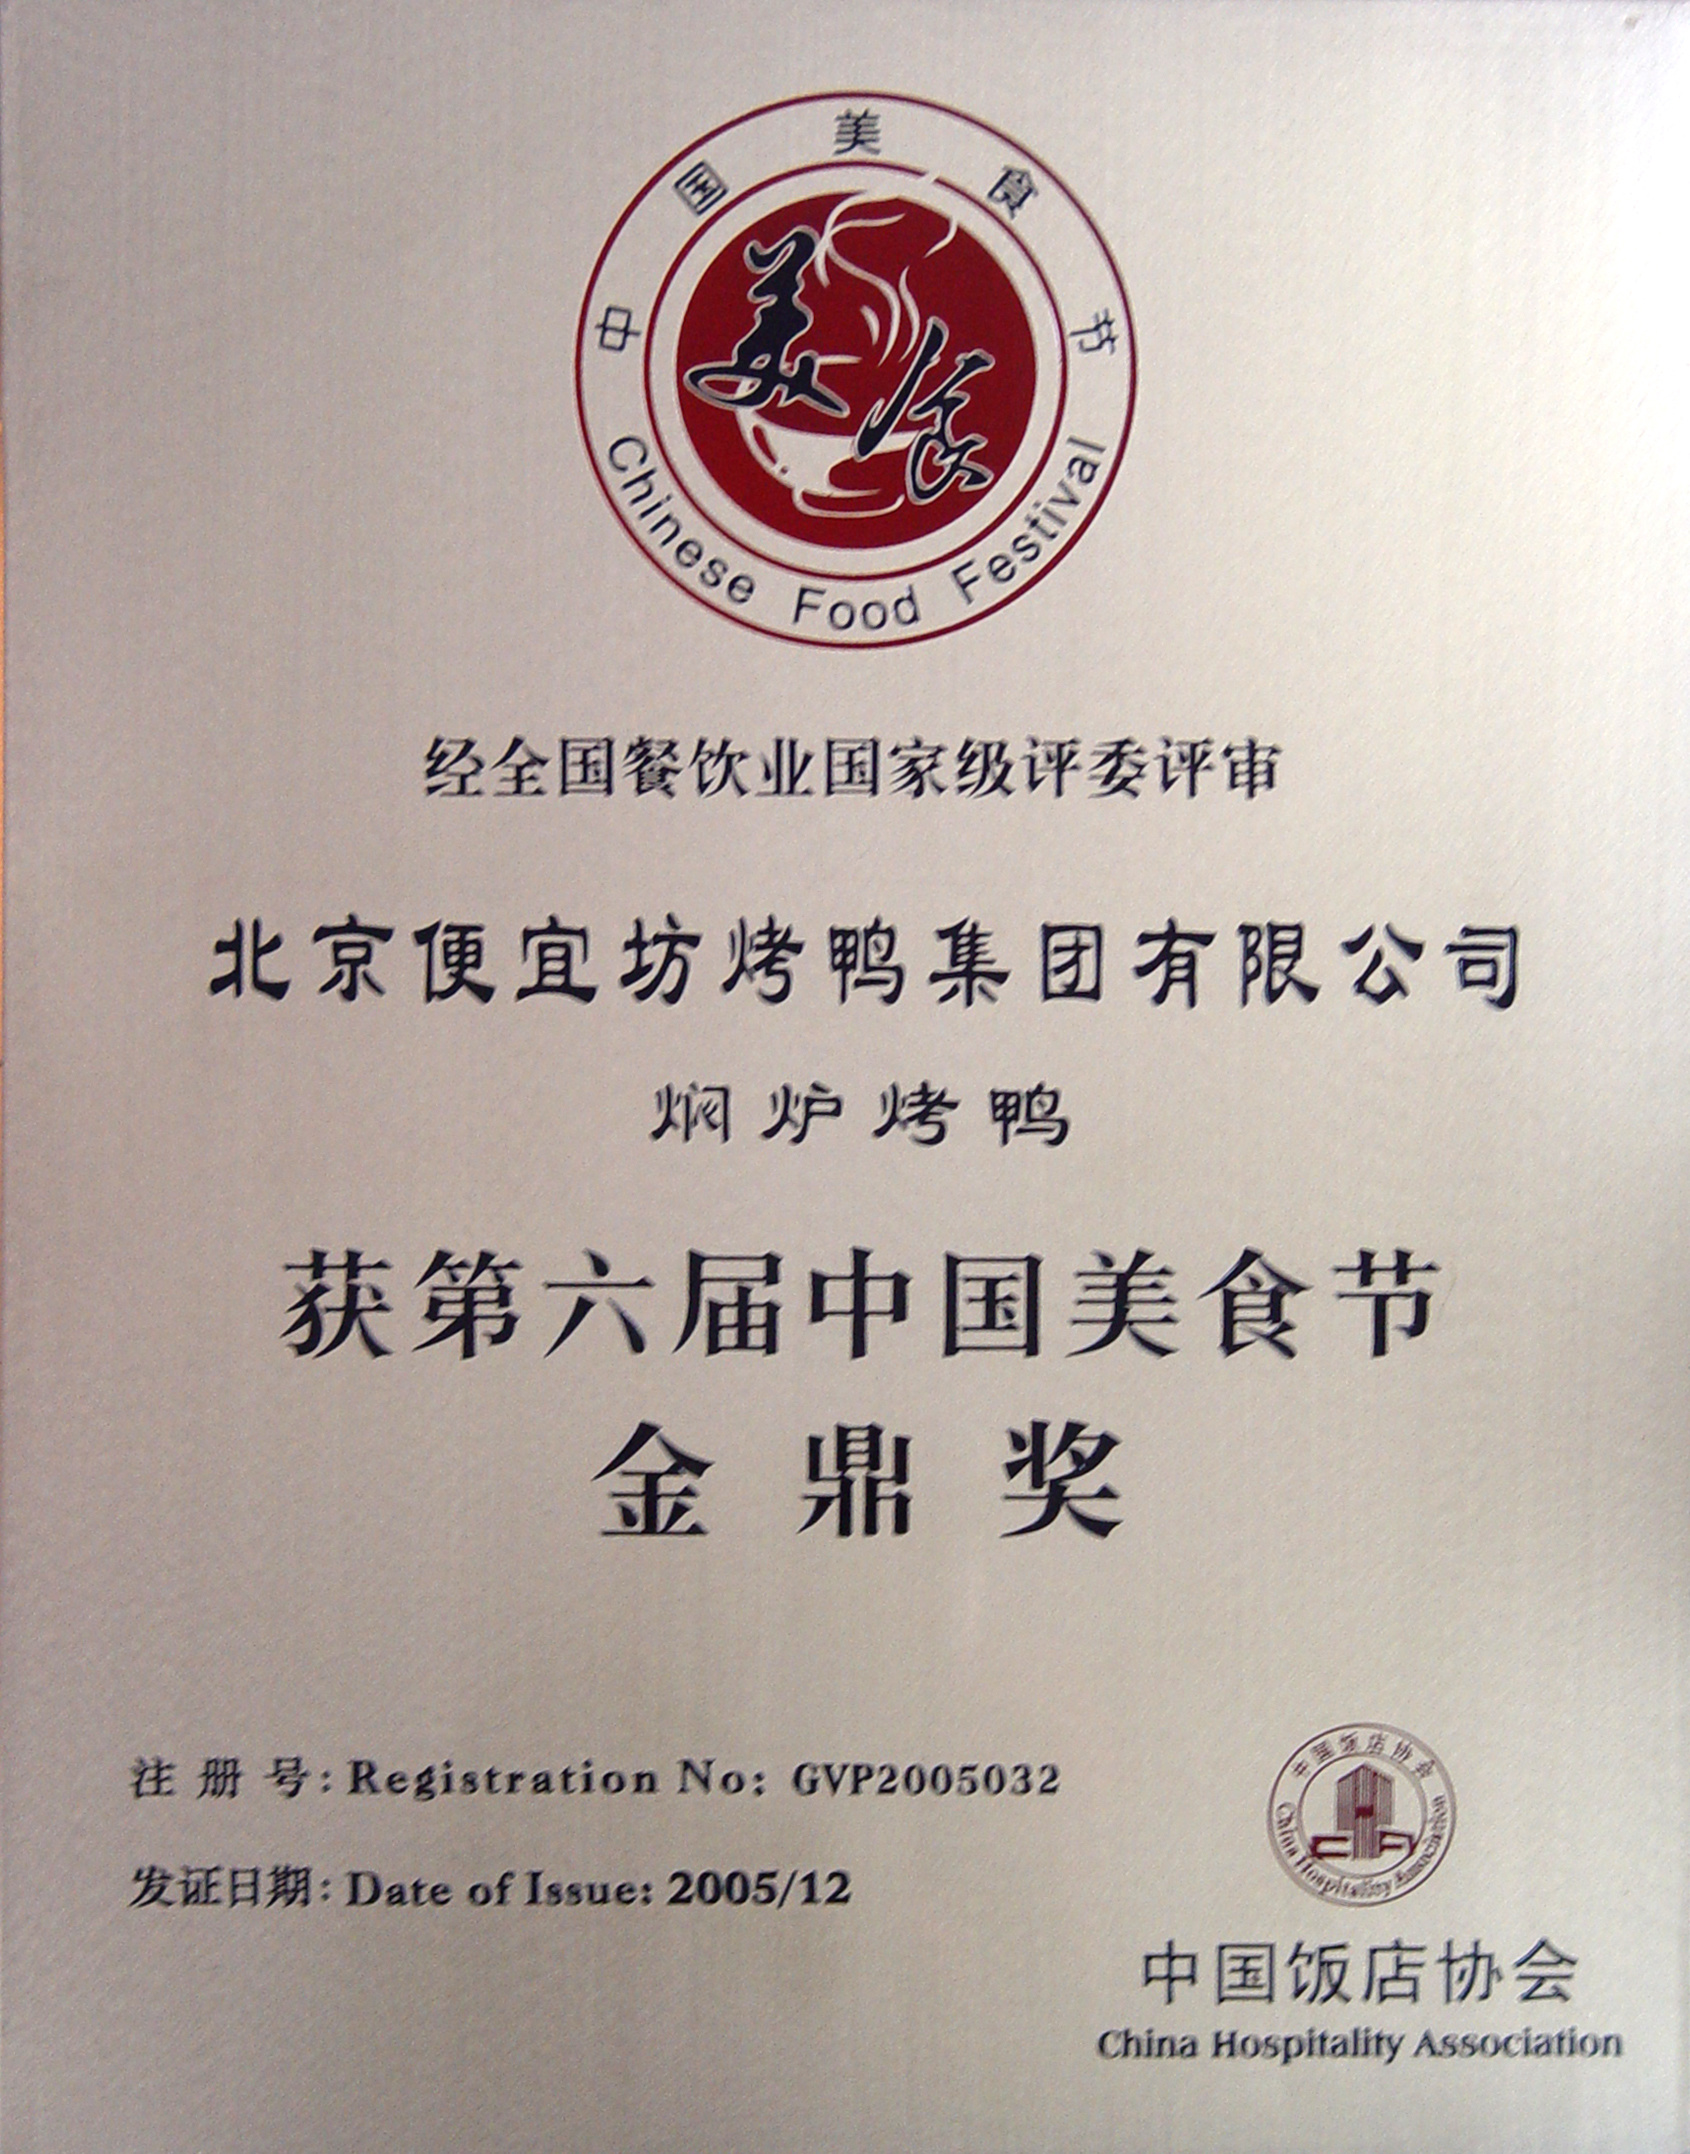 中国美食节
美食
Chinese Food Festival
经全国餐饮业国家级评委评审
北京便宜坊烤鸭集团有限公司
焖炉烤鸭
获第六届中国美食节
金鼎奖
注册号：Registration No: GVP2005032
发证日期：Date of Issue: 2005/12
中国饭店协会
CHA
China Hospitality Association
中国饭店协会
China Hospitality Association